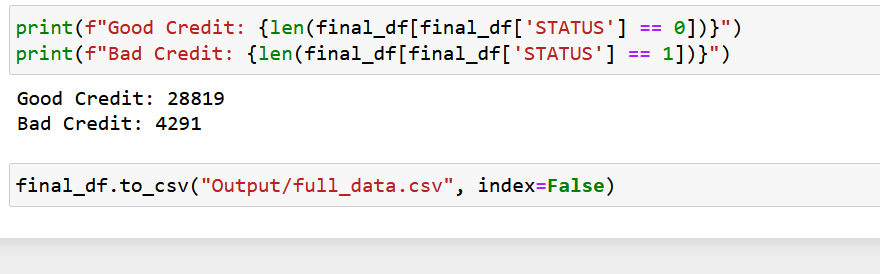 print(f"Good Credit: {len(final_df[final_df['STATUS'] == 0])}")
print(f"Bad Credit: {len(final_df[final_df['STATUS'] == 1])}")
Good Credit: 28819
Bad Credit: 4291
final_df.to_csv("Output/full_data.csv", index=False)